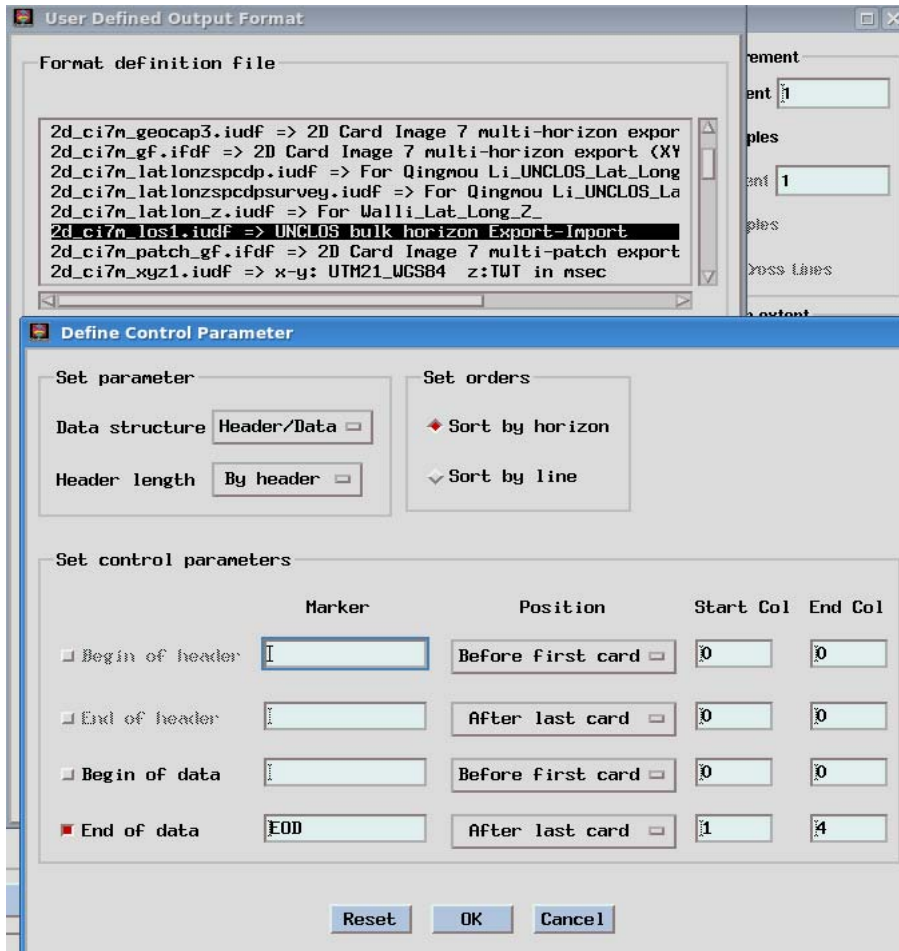 User Defined Output Format
Format definition file
2d_ci7m_geocap3.iudf => 2D Card Image 7 multi-horizon expor
2d_ci7m_gf.ifdf => 2D Card Image 7 multi-horizon export (XY
2d_ci7m_latlonzspcdp.iudf => For Qingmou Li_UNCLOS_Lat_Long
2d_ci7m_latlonzspcdpsurvey.iudf => For Qingmou Li_UNCLOS_La
2d_ci7m_latlon_z.iudf => For Walli_Lat_Long_Z_
2d_ci7m_los1.iudf => UNCLOS bulk horizon Export-Import
2d_ci7m_patch_gf.ifdf => 2D Card Image 7 multi-patch export
2d_ci7m_xyz1.iudf => x-y: UTM21_WGS84 z:TWT in msec
rement
ent 1
ples
ent 1
ples
Cross Lines
n extent
Define Control Parameter
Set parameter
Data structure Header/Data
Header length By header
Set orders
Sort by horizon
Sort by line
Set control parameters
Marker Position Start Col End Col
Begin of header Before first card 0 0
End of header After last card 0 0
Begin of data Before first card 0 0
End of data EOD After last card 1 4
Reset OK Cancel